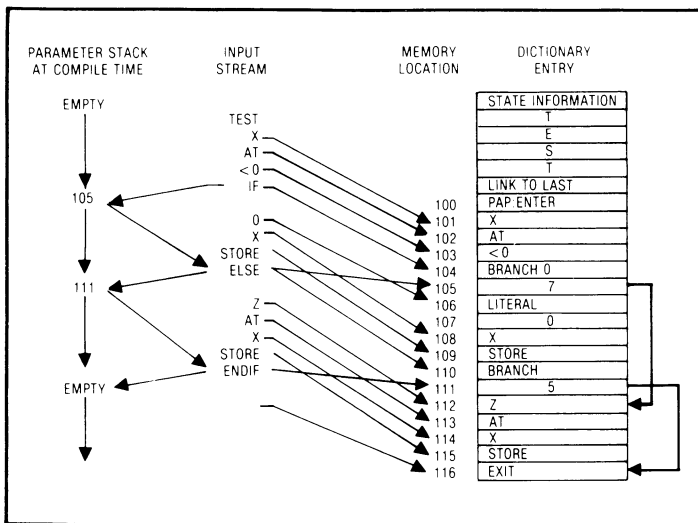 PARAMETER STACK
AT COMPILE TIME
EMPTY
105
111
EMPTY
INPUT
STREAM
TEST
X
AT
<0
IF
0
X
STORE
ELSE
Z
AT
X
STORE
ENDIF
MEMORY
LOCATION
100
101
102
103
104
105
106
107
108
109
110
111
112
113
114
115
116
DICTIONARY
ENTRY
STATE INFORMATION
T
E
S
T
LINK TO LAST
PAP:ENTER
X
AT
<0
BRANCH 0
7
LITERAL
0
X
STORE
BRANCH
5
Z
AT
X
STORE
EXIT